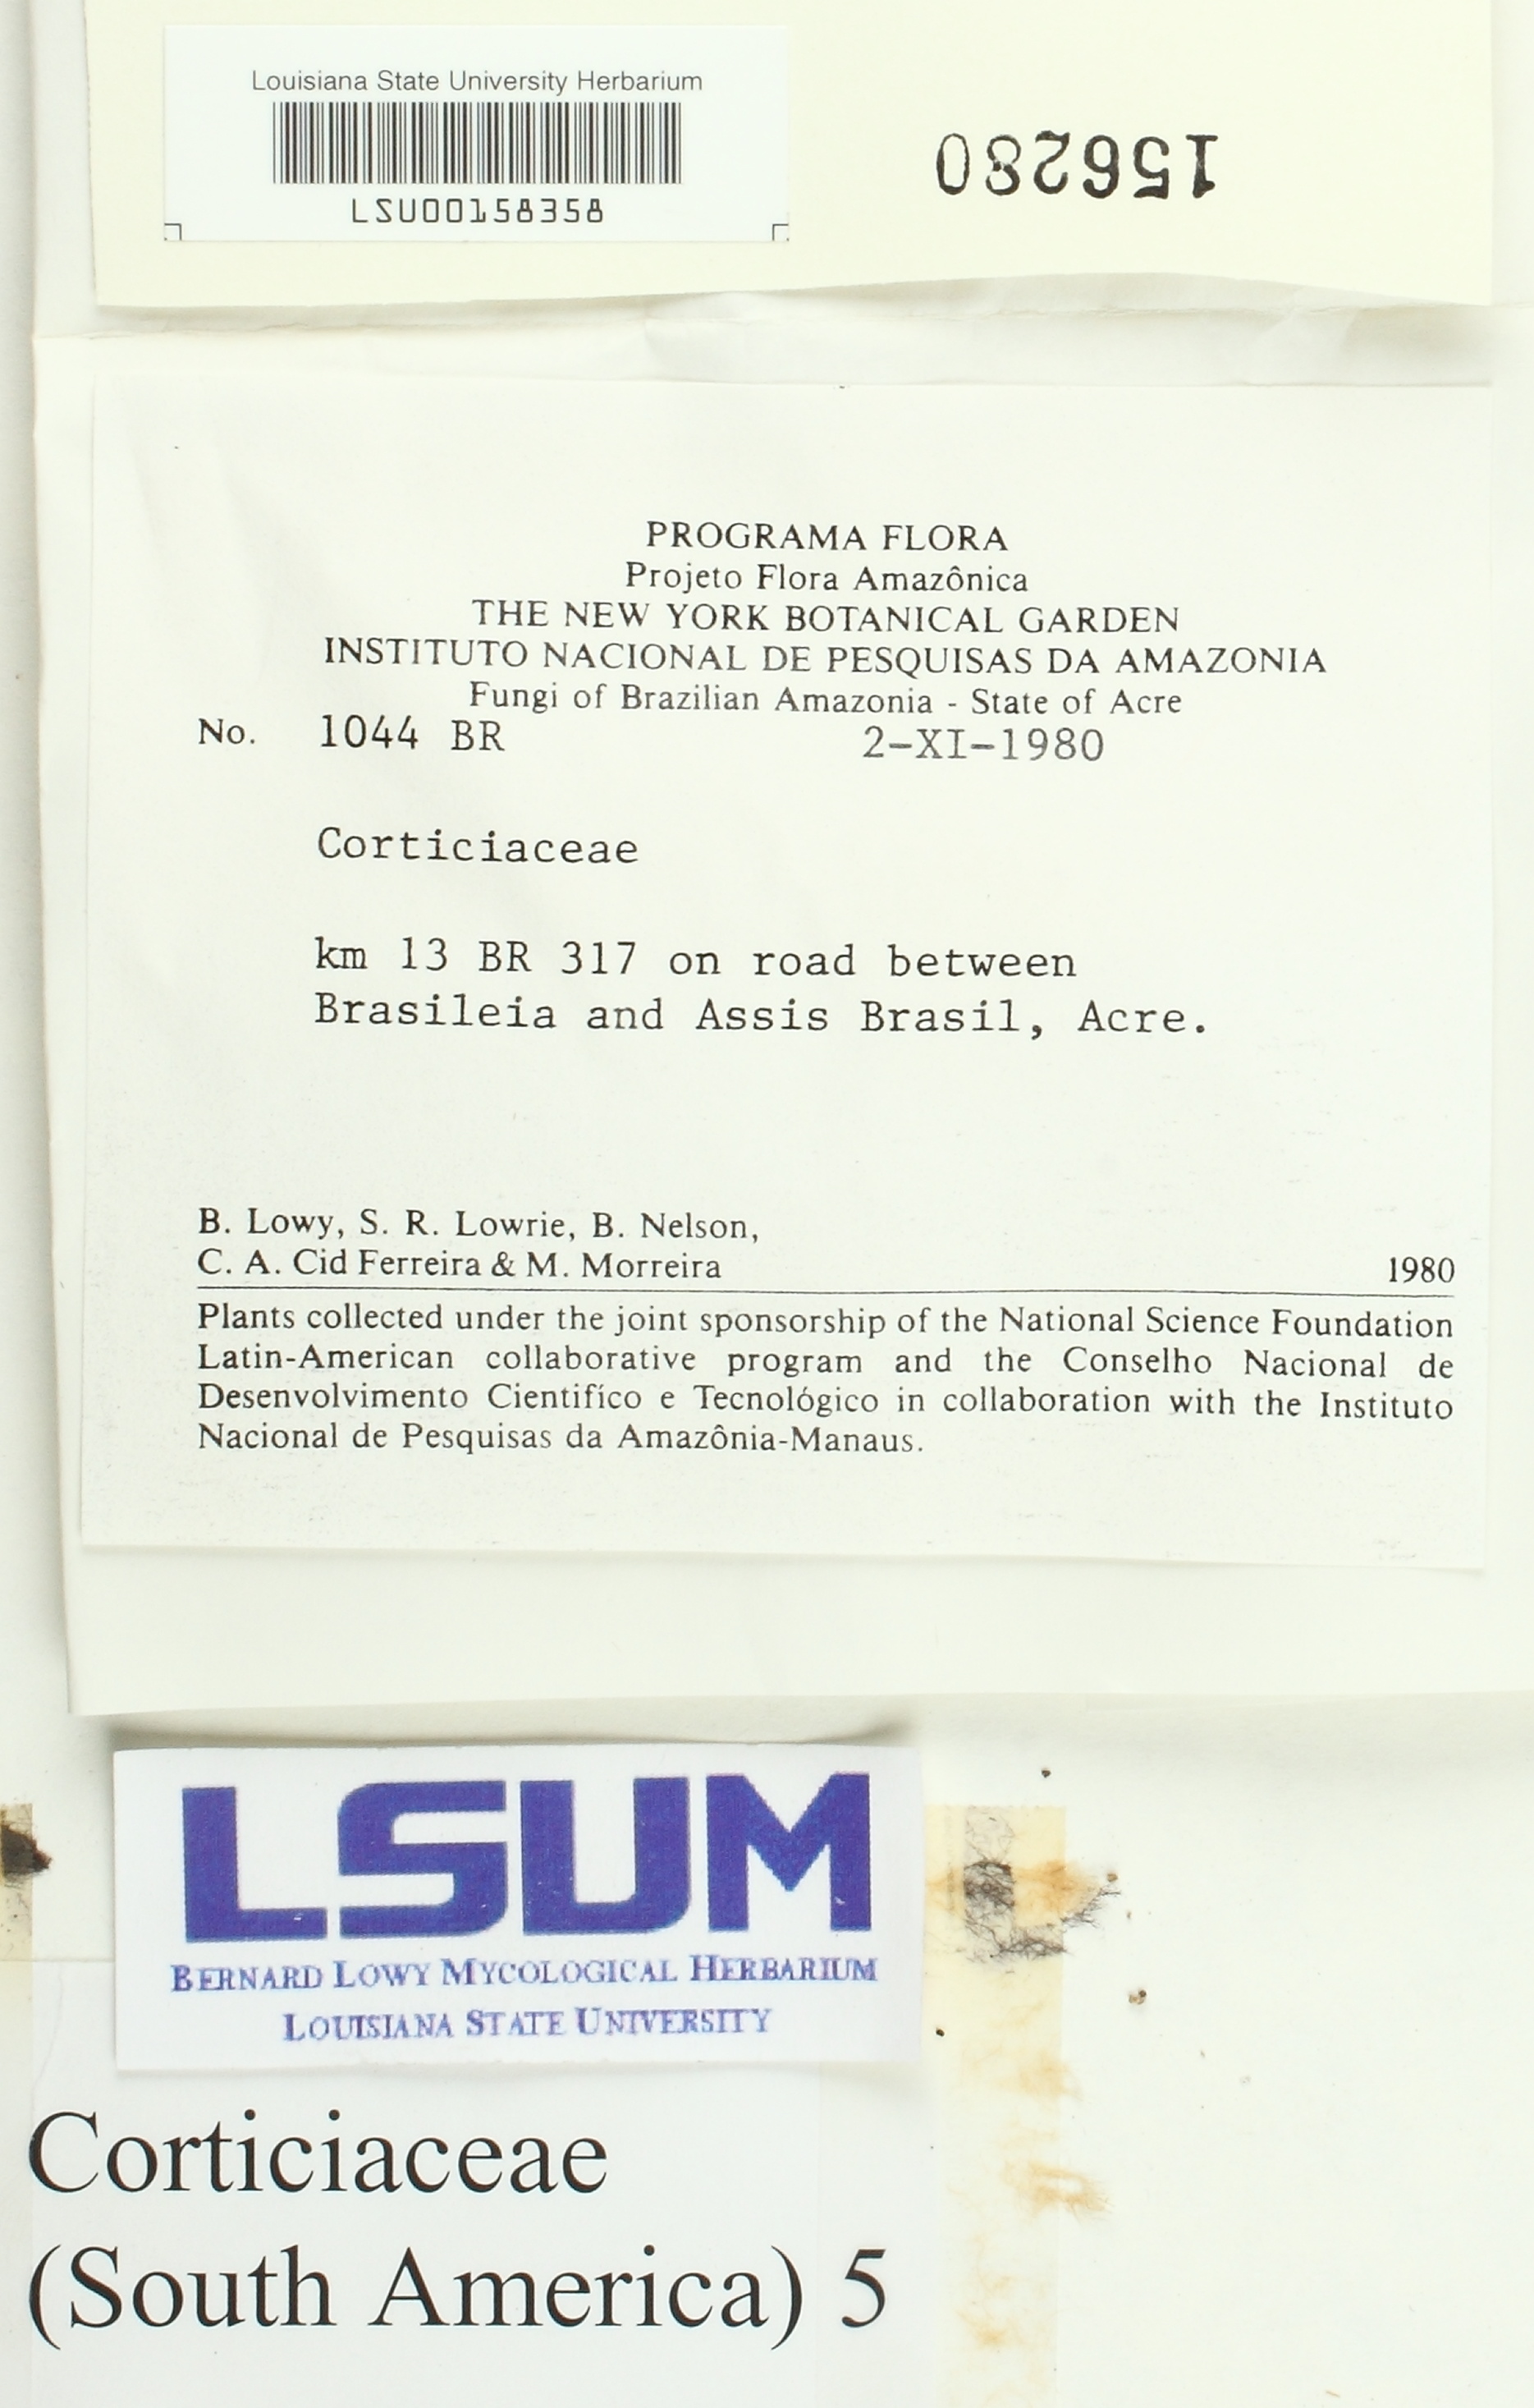 Louisiana State University Herbarium
LSU00158358
156280
PROGRAMA FLORA
Projeto Flora Amazônica
THE NEW YORK BOTANICAL GARDEN
INSTITUTO NACIONAL DE PESQUISAS DA AMAZONIA
Fungi of Brazilian Amazonia - State of Acre
No. 1044 BR 2-XI-1980
Corticiaceae
km 13 BR 317 on road between
Brasileia and Assis Brasil, Acre.
B. Lowy, S. R. Lowrie, B. Nelson,
C. A. Cid Ferreira & M. Morreira 1980
Plants collected under the joint sponsorship of the National Science Foundation
Latin-American collaborative program and the Conselho Nacional de
Desenvolvimento Cientifíco e Tecnológico in collaboration with the Instituto
Nacional de Pesquisas da Amazônia-Manaus.
LSUM
BERNARD LOWY MYCOLOGICAL HERBARIUM
LOUISIANA STATE UNIVERSITY
Corticiaceae
(South America) 5